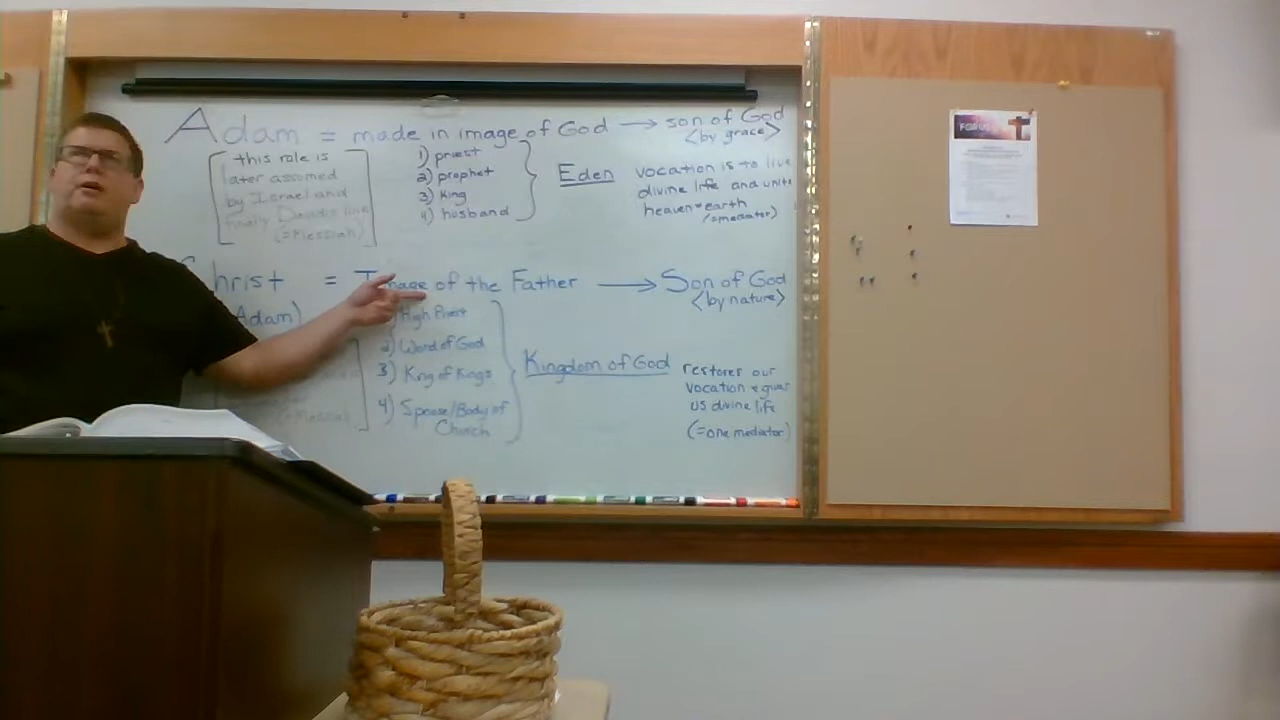 Adam = made in image of God → son of God
<by grace>
[this role is
later assumed
by Israel and
finally Davidic line
(=Messiah)]
1) priest
2) prophet
3) King
4) husband
Eden
vocation is to live
divine life and unite
heaven + earth
(=mediator)
Christ = Image of the Father → Son of God
<by nature>
Adam)
High Priest
2) Word of God
3) King of Kings
4) Spouse/Body of
Church
Kingdom of God
restores our
vocation + gives
us divine life
(=one mediator)
Messiah